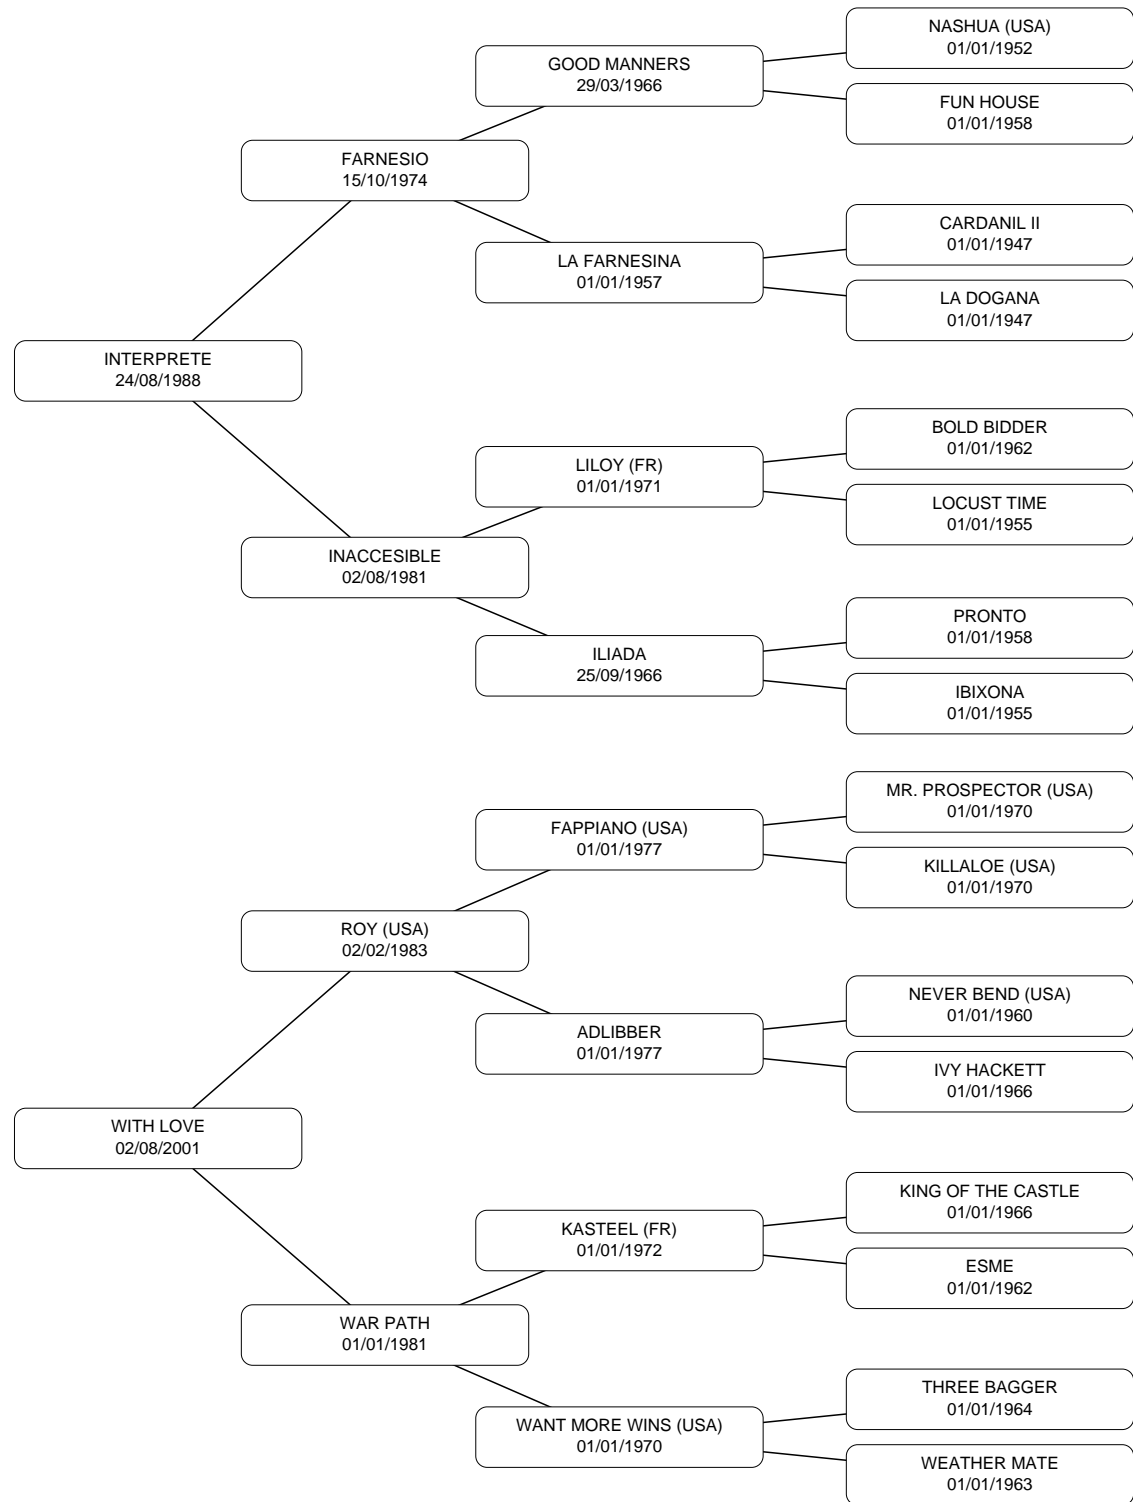 NASHUA (USA)
01/01/1952
GOOD MANNERS
29/03/1966
FUN HOUSE
01/01/1958
FARNESIO
15/10/1974
CARDANIL II
01/01/1947
LA FARNESINA
01/01/1957
LA DOGANA
01/01/1947
INTERPRETE
24/08/1988
BOLD BIDDER
01/01/1962
LILOY (FR)
01/01/1971
LOCUST TIME
01/01/1955
INACCESIBLE
02/08/1981
PRONTO
01/01/1958
ILIADA
25/09/1966
IBIXONA
01/01/1955
MR. PROSPECTOR (USA)
01/01/1970
FAPPIANO (USA)
01/01/1977
KILLALOE (USA)
01/01/1970
ROY (USA)
02/02/1983
NEVER BEND (USA)
01/01/1960
ADLIBBER
01/01/1977
IVY HACKETT
01/01/1966
WITH LOVE
02/08/2001
KING OF THE CASTLE
01/01/1966
KASTEEL (FR)
01/01/1972
ESME
01/01/1962
WAR PATH
01/01/1981
THREE BAGGER
01/01/1964
WANT MORE WINS (USA)
01/01/1970
WEATHER MATE
01/01/1963